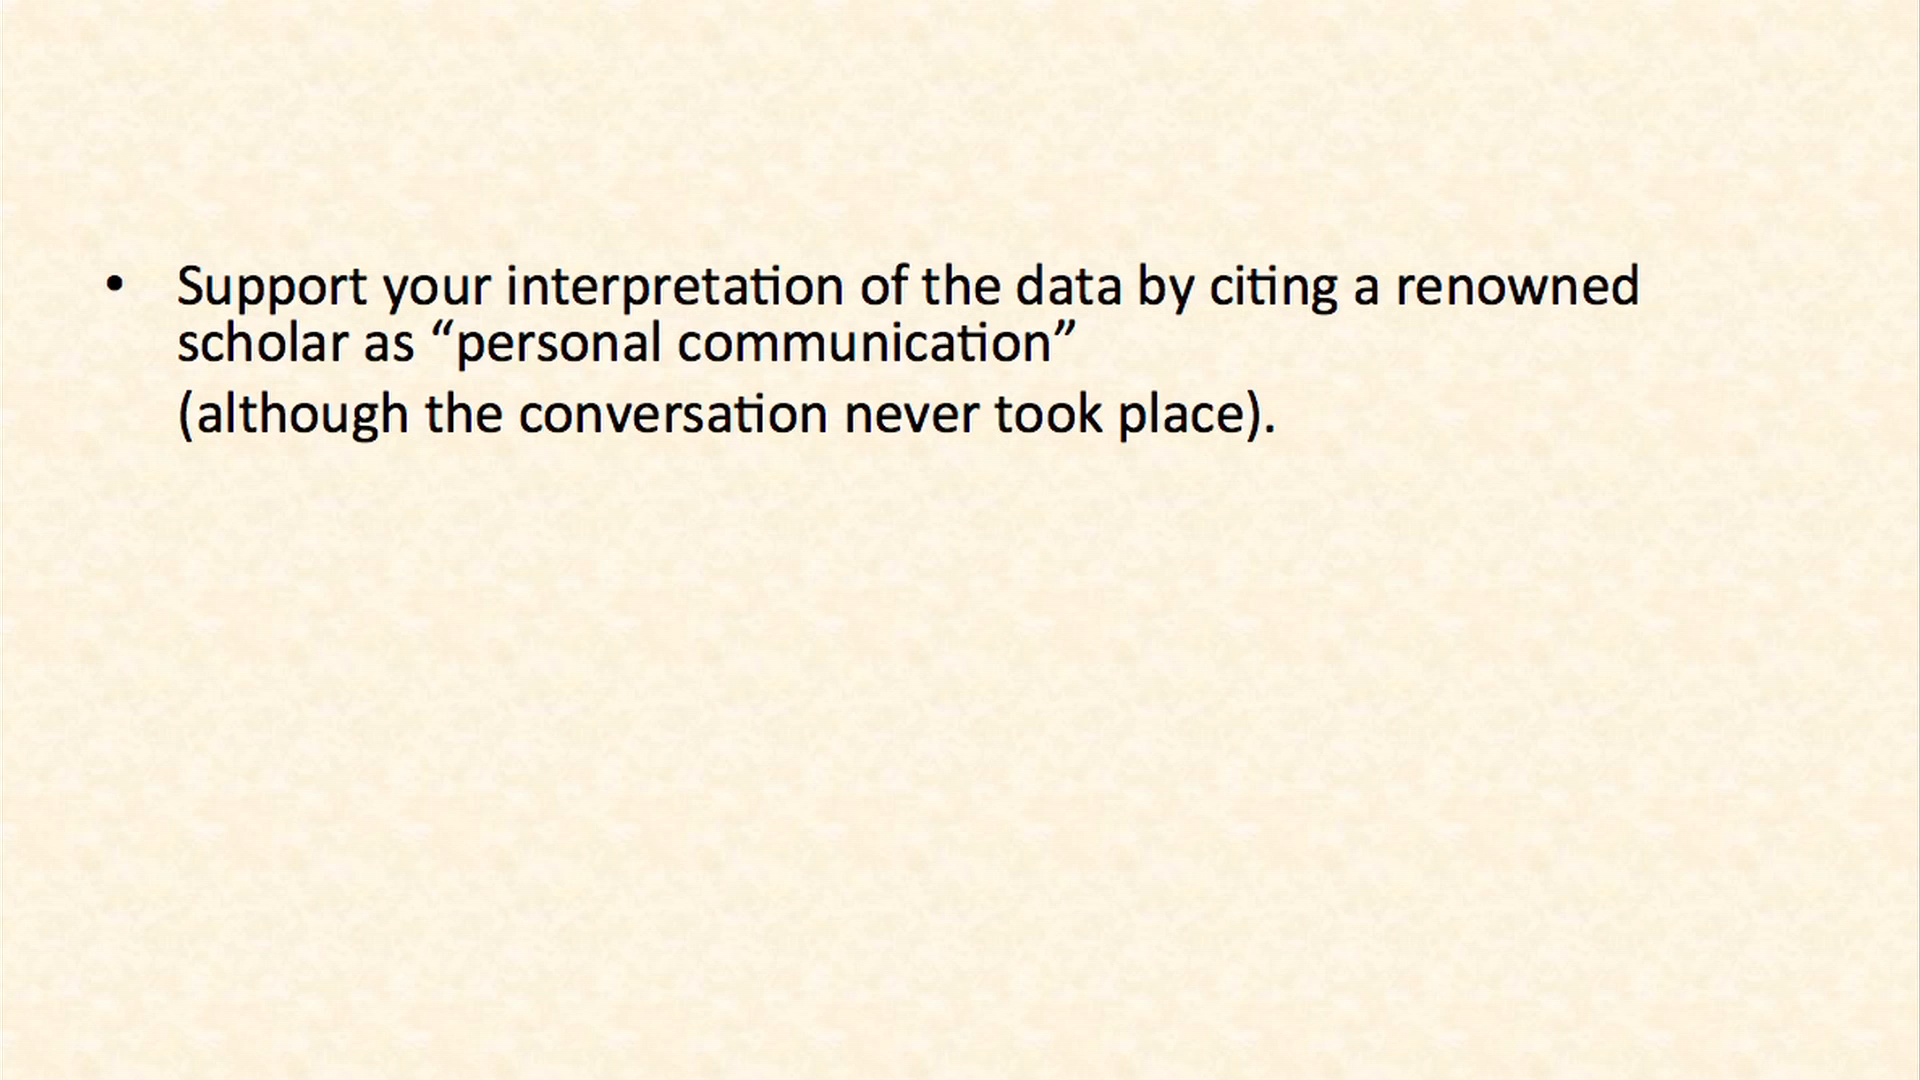 • Support your interpretation of the data by citing a renowned
scholar as “personal communication”
(although the conversation never took place).